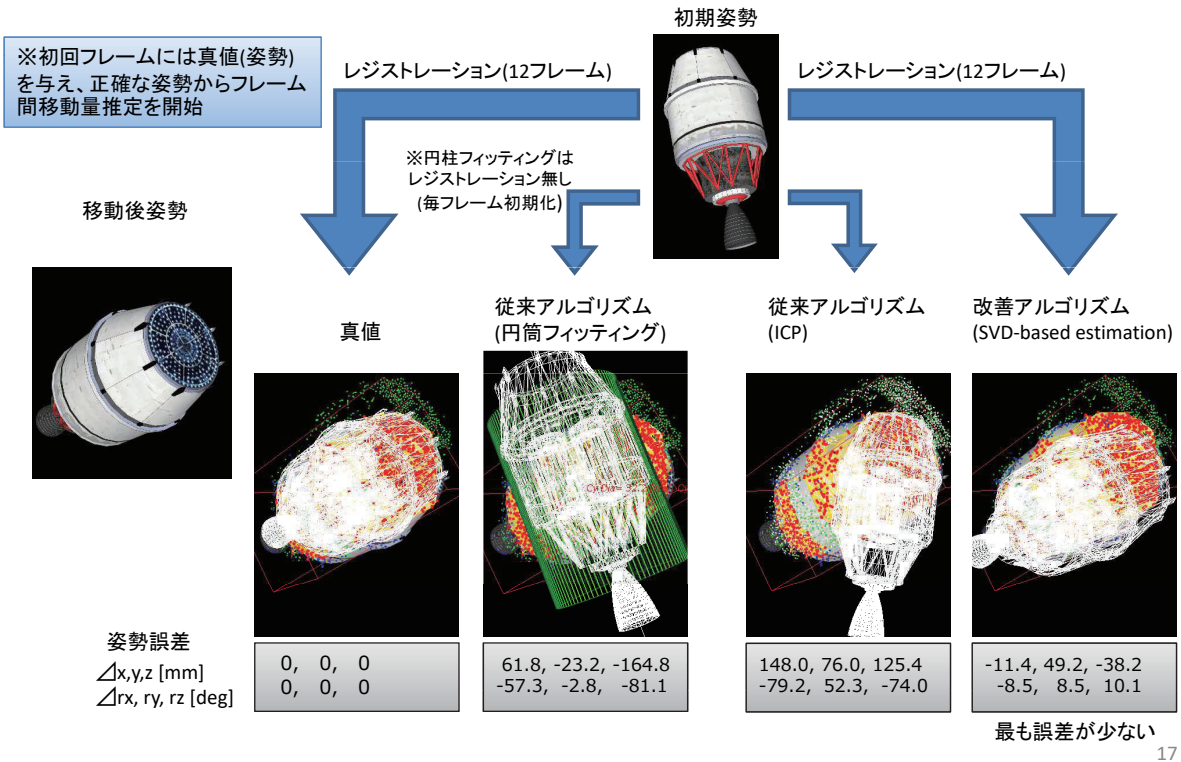 初期姿勢
※初回フレームには真値(姿勢)
を与え、正確な姿勢からフレーム
間移動量推定を開始
レジストレーション(12フレーム)
レジストレーション(12フレーム)
※円柱フィッティングは
レジストレーション無し
(毎フレーム初期化)
移動後姿勢
真値
従来アルゴリズム
(円筒フィッティング)
従来アルゴリズム
(ICP)
改善アルゴリズム
(SVD-based estimation)
姿勢誤差
⊿x,y,z [mm]
⊿rx, ry, rz [deg]
0, 0, 0
0, 0, 0
61.8, -23.2, -164.8
-57.3, -2.8, -81.1
148.0, 76.0, 125.4
-79.2, 52.3, -74.0
-11.4, 49.2, -38.2
-8.5, 8.5, 10.1
最も誤差が少ない
17